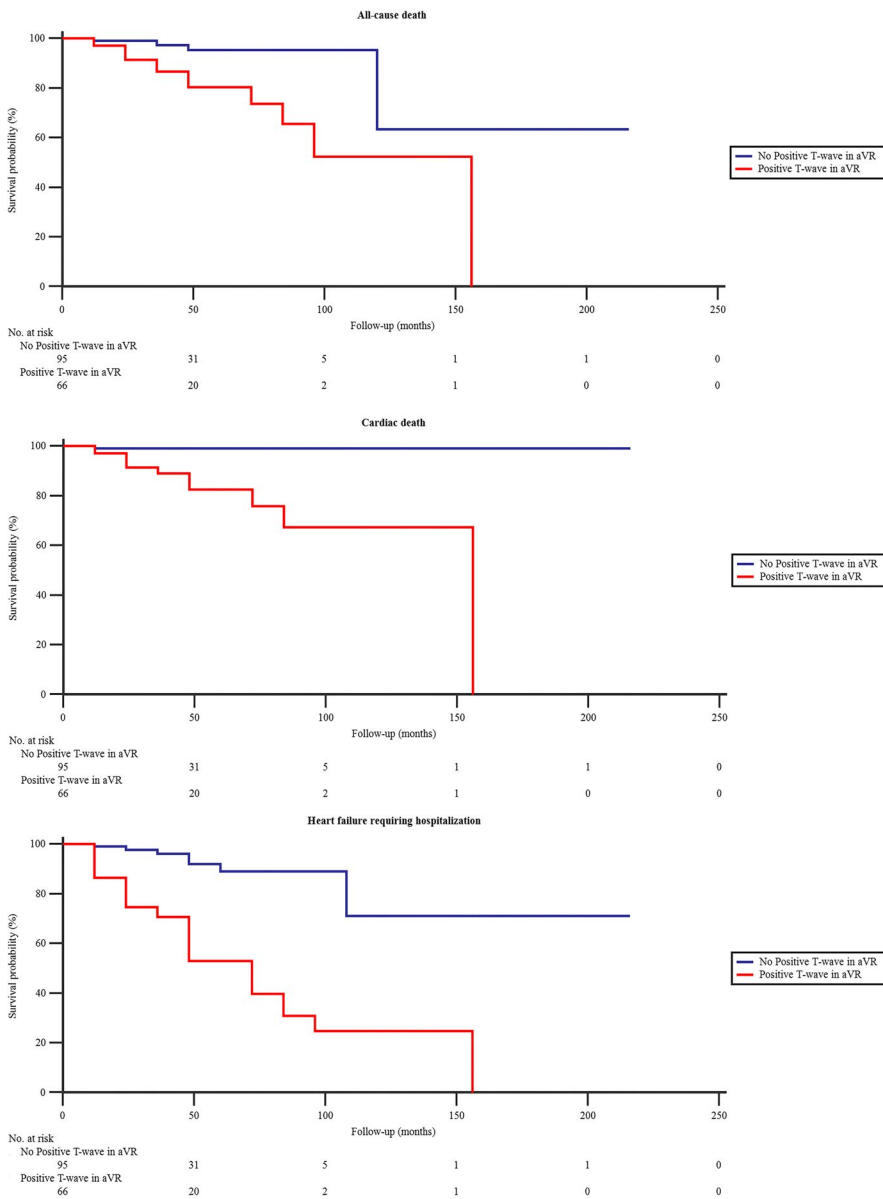 All-cause death
100
80
60
40
20
0
Survival probability (%)
0 50 100 150 200 250
Follow-up (months)
No Positive T-wave in aVR
Positive T-wave in aVR
No. at risk
No Positive T-wave in aVR
95 31 5 1 1 0
Positive T-wave in aVR
66 20 2 1 0 0
Cardiac death
100
80
60
40
20
0
Survival probability (%)
0 50 100 150 200 250
Follow-up (months)
No Positive T-wave in aVR
Positive T-wave in aVR
No. at risk
No Positive T-wave in aVR
95 31 5 1 1 0
Positive T-wave in aVR
66 20 2 1 0 0
Heart failure requiring hospitalization
100
80
60
40
20
0
Survival probability (%)
0 50 100 150 200 250
Follow-up (months)
No Positive T-wave in aVR
Positive T-wave in aVR
No. at risk
No Positive T-wave in aVR
95 31 5 1 1 0
Positive T-wave in aVR
66 20 2 1 0 0